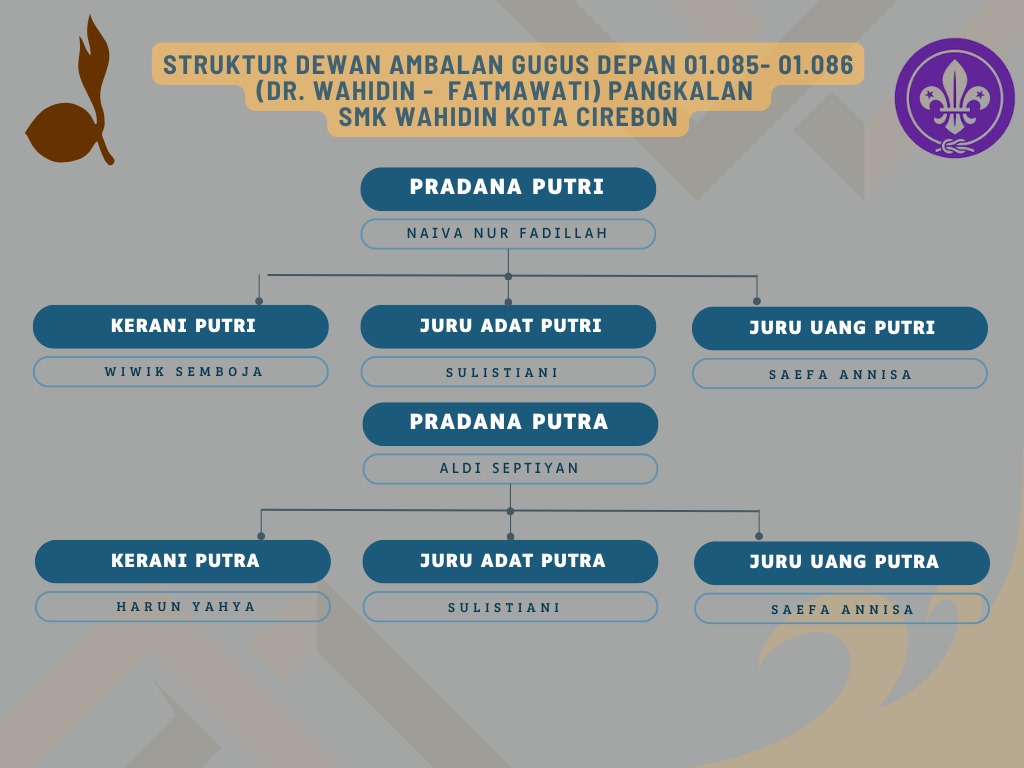 STRUKTUR DEWAN AMBALAN GUGUS DEPAN 01.085- 01.086
(DR. WAHIDIN - FATMAWATI) PANGKALAN
SMK WAHIDIN KOTA CIREBON
PRADANA PUTRI
NAIVA NUR FADILLAH
KERANI PUTRI
WIWIK SEMBOJA
JURU ADAT PUTRI
SULISTIANI
JURU UANG PUTRI
SAEFA ANNISA
PRADANA PUTRA
ALDI SEPTIYAN
KERANI PUTRA
HARUN YAHYA
JURU ADAT PUTRA
SULISTIANI
JURU UANG PUTRA
SAEFA ANNISA